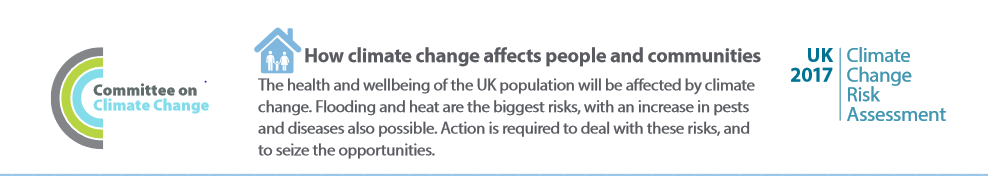 Committee on
Climate Change
How climate change affects people and communities
The health and wellbeing of the UK population will be affected by climate
change. Flooding and heat are the biggest risks, with an increase in pests
and diseases also possible. Action is required to deal with these risks, and
to seize the opportunities.
UK
2017
Climate
Change
Risk
Assessment